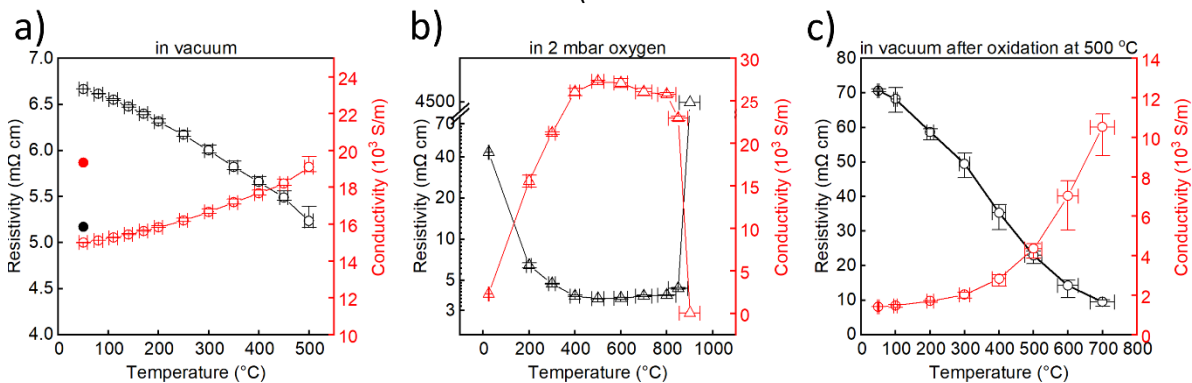 a)
in vacuum
Resistivity (mΩ cm)
7.0
6.5
6.0
5.5
5.0
4.5
4.0
0 100 200 300 400 500
Temperature (°C)
24
22
20
18
16
14
12
10
Conductivity (10³ S/m)
b)
in 2 mbar oxygen
Resistivity (mΩ cm)
4500
70
40
20
10
5
3
0 200 400 600 800 1000
Temperature (°C)
30
25
20
15
10
5
0
Conductivity (10³ S/m)
c)
in vacuum after oxidation at 500 °C
Resistivity (mΩ cm)
80
70
60
50
40
30
20
10
0
0 100 200 300 400 500 600 700 800
Temperature (°C)
14
12
10
8
6
4
2
0
Conductivity (10³ S/m)